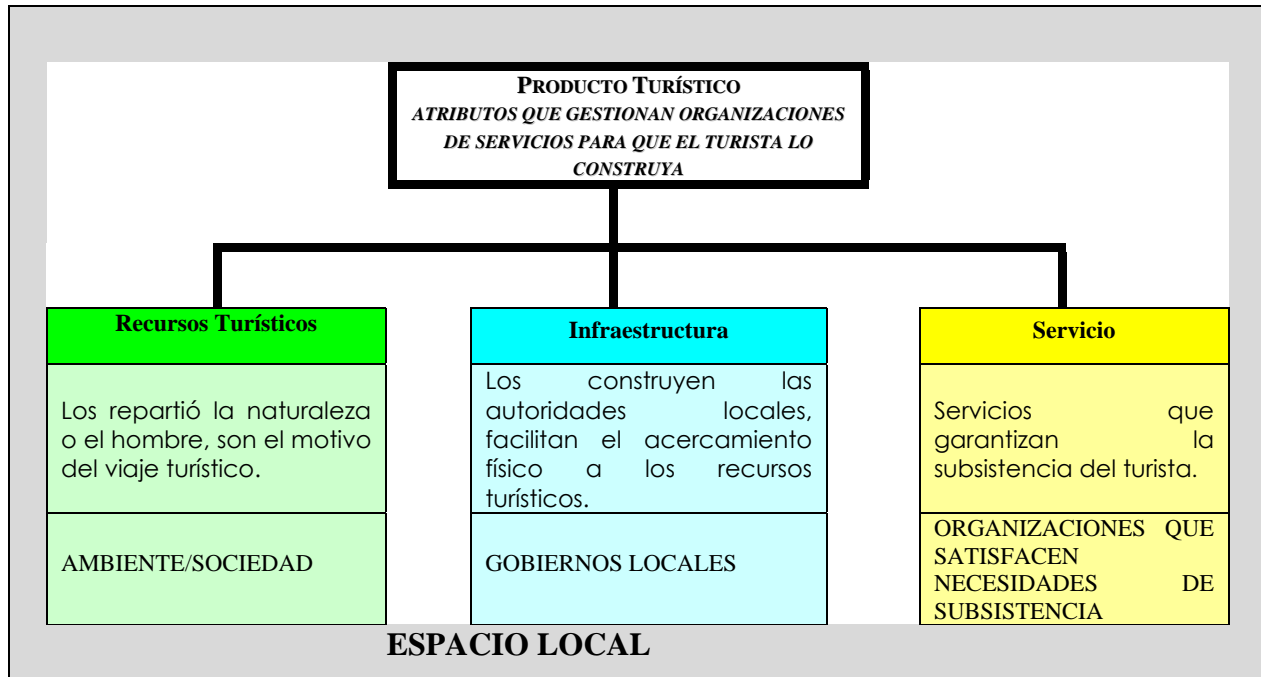 PRODUCTO TURÍSTICO
ATRIBUTOS QUE GESTIONAN ORGANIZACIONES
DE SERVICIOS PARA QUE EL TURISTA LO
CONSTRUYA
Recursos Turísticos
Los repartió la naturaleza
o el hombre, son el motivo
del viaje turístico.
AMBIENTE/SOCIEDAD
Infraestructura
Los construyen las
autoridades locales,
facilitan el acercamiento
físico a los recursos
turísticos.
GOBIERNOS LOCALES
Servicio
Servicios que
garantizan la
subsistencia del turista.
ORGANIZACIONES QUE
SATISFACEN
NECESIDADES DE
SUBSISTENCIA
ESPACIO LOCAL